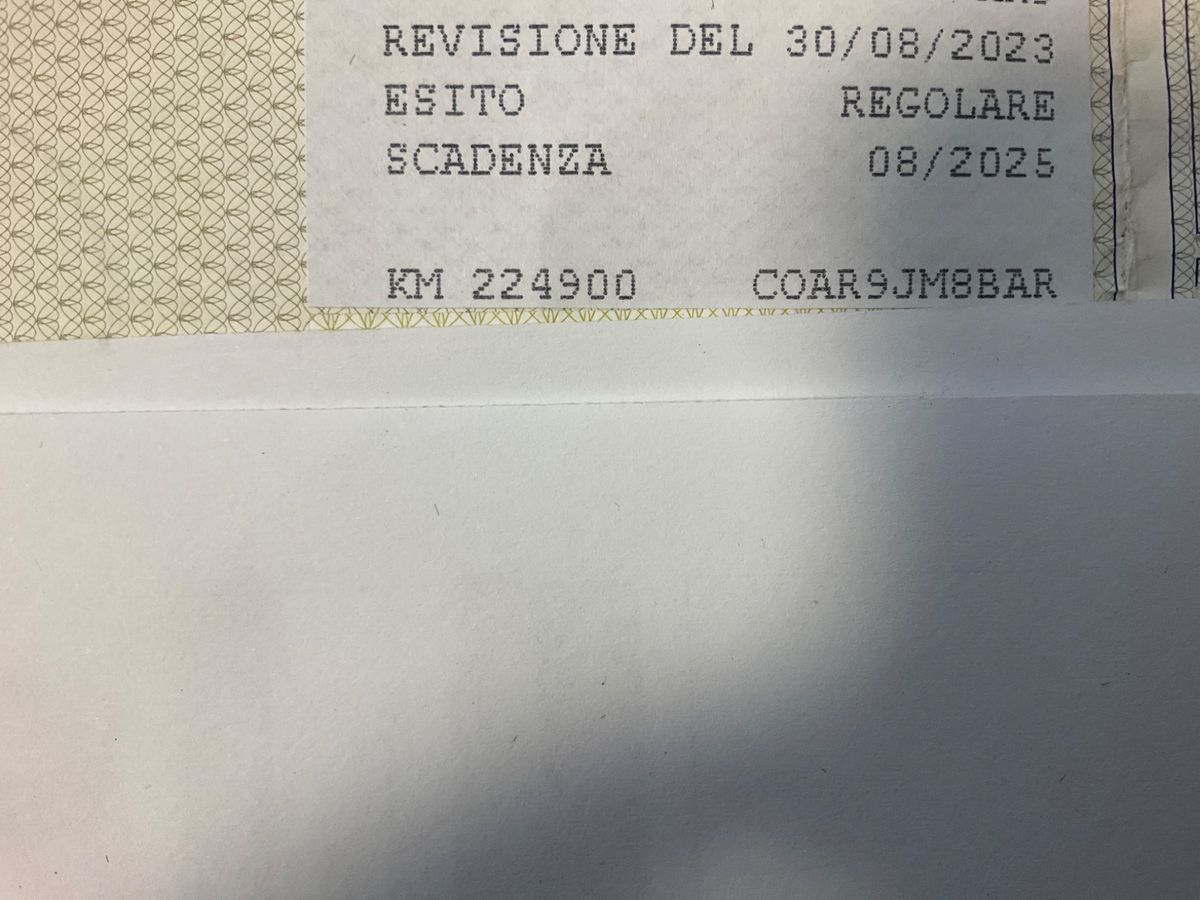 REVISIONE DEL 30/08/2023
ESITO REGOLARE
SCADENZA 08/2025
KM 224900 COAR9JM8BAR